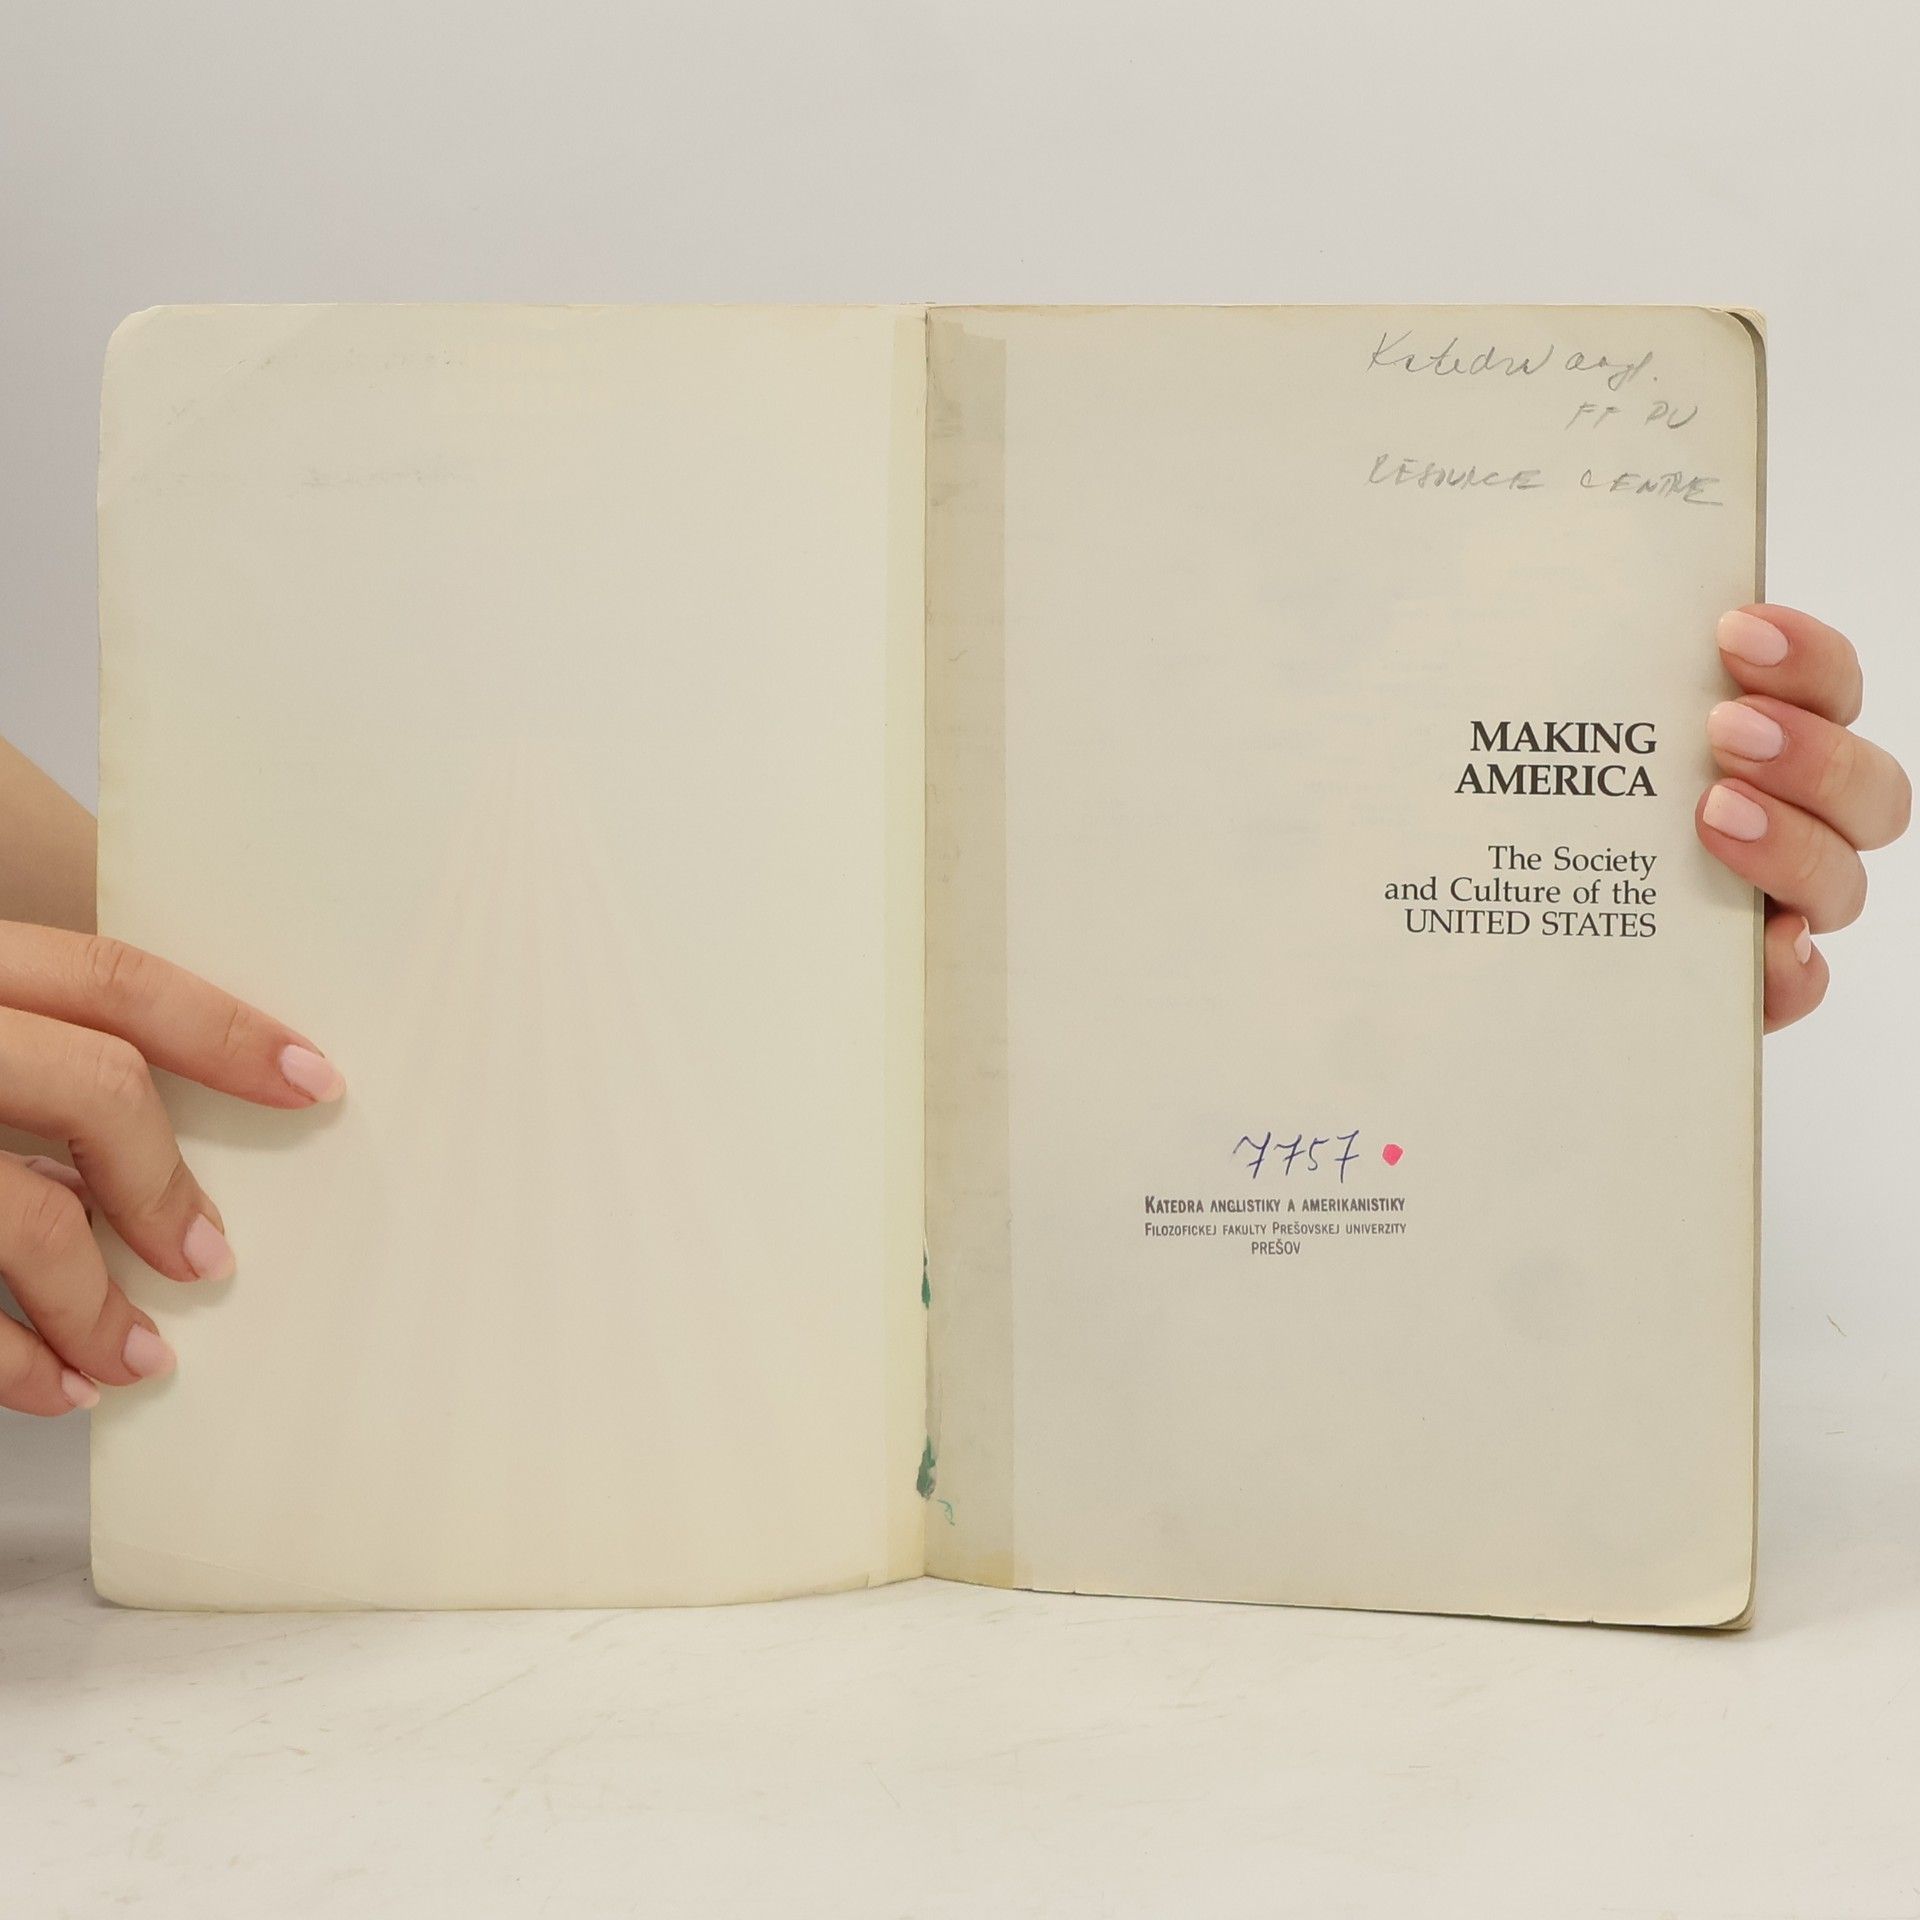 Katedra angl.
FF PU
RESOURCE CENTRE
MAKING
AMERICA
The Society
and Culture of the
UNITED STATES
7757
KATEDRA ANGLISTIKY A AMERIKANISTIKY
FILOZOFICKEJ FAKULTY PREŠOVSKEJ UNIVERZITY
PREŠOV